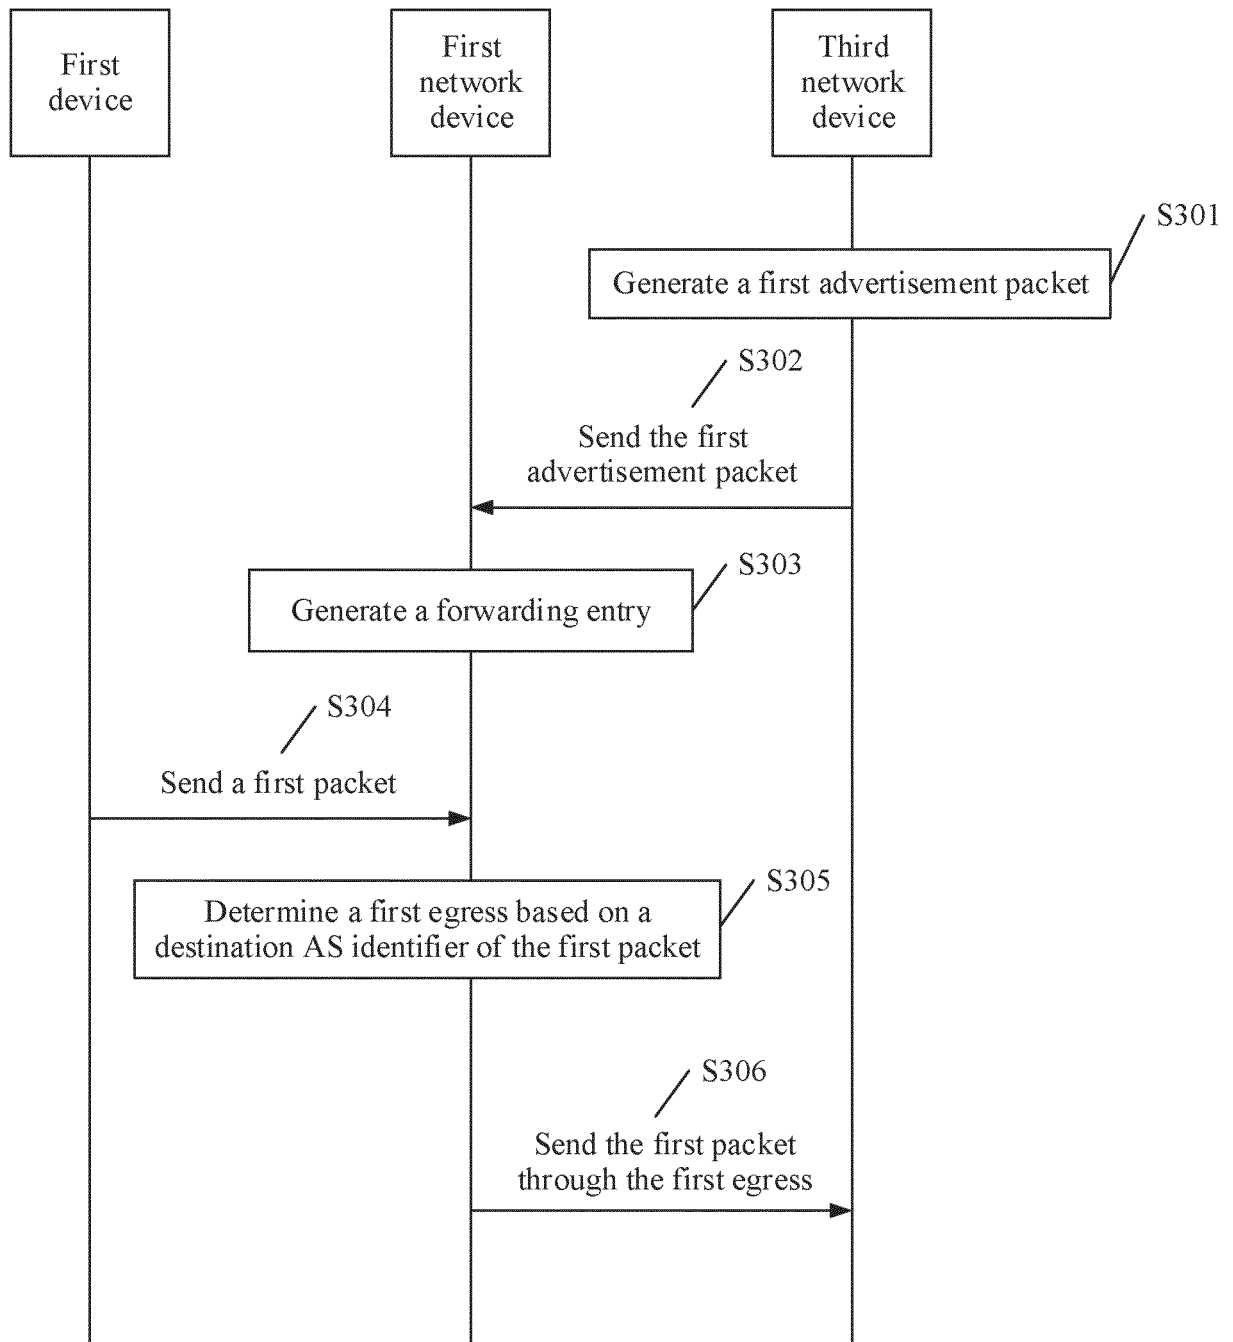 First
device
First
network
device
Third
network
device
S301
Generate a first advertisement packet
S302
Send the first
advertisement packet
S303
Generate a forwarding entry
S304
Send a first packet
S305
Determine a first egress based on a
destination AS identifier of the first packet
S306
Send the first packet
through the first egress